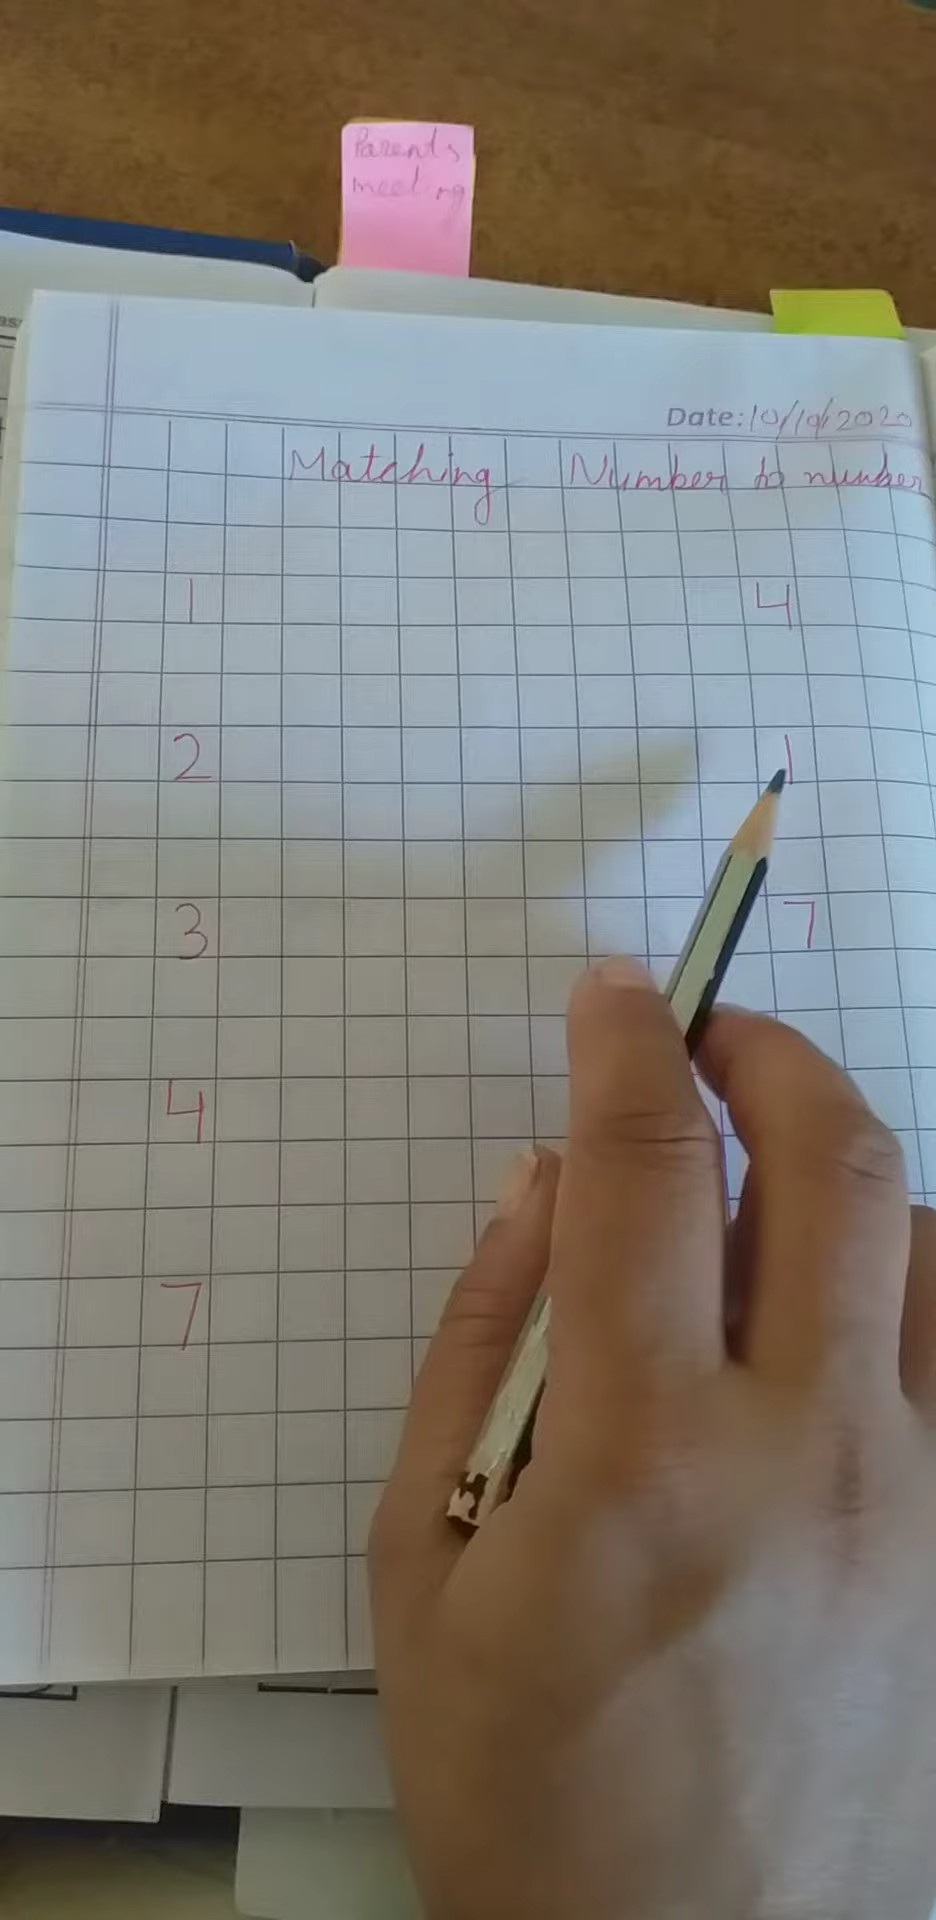 Parents
meeting
Date: 10/10/2020
Matching Number to number
1 4
2 1
3 7
4
7